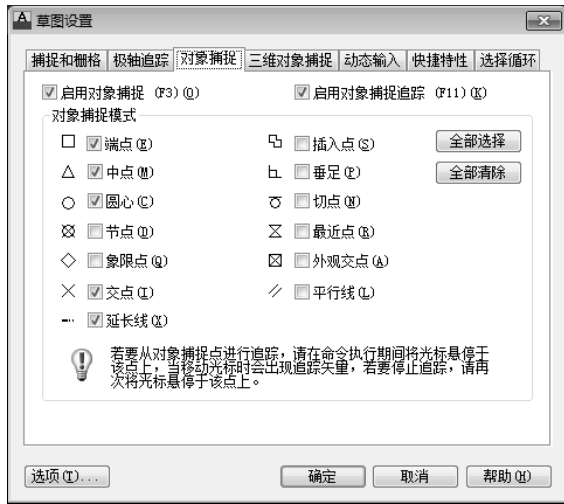 草图设置
捕捉和栅格 极轴追踪 对象捕捉 三维对象捕捉 动态输入 快捷特性 选择循环
启用对象捕捉 (F3)(O) 启用对象捕捉追踪 (F11)(K)
对象捕捉模式
端点(E) 插入点(S) 全部选择
中点(M) 垂足(P) 全部清除
圆心(C) 切点(N)
节点(D) 最近点(R)
象限点(Q) 外观交点(A)
交点(I) 平行线(L)
延长线(X)
若要从对象捕捉点进行追踪，请在命令执行期间将光标悬停于
该点上，当移动光标时会出现追踪矢量，若要停止追踪，请再
次将光标悬停于该点上。
选项(T)... 确定 取消 帮助(H)